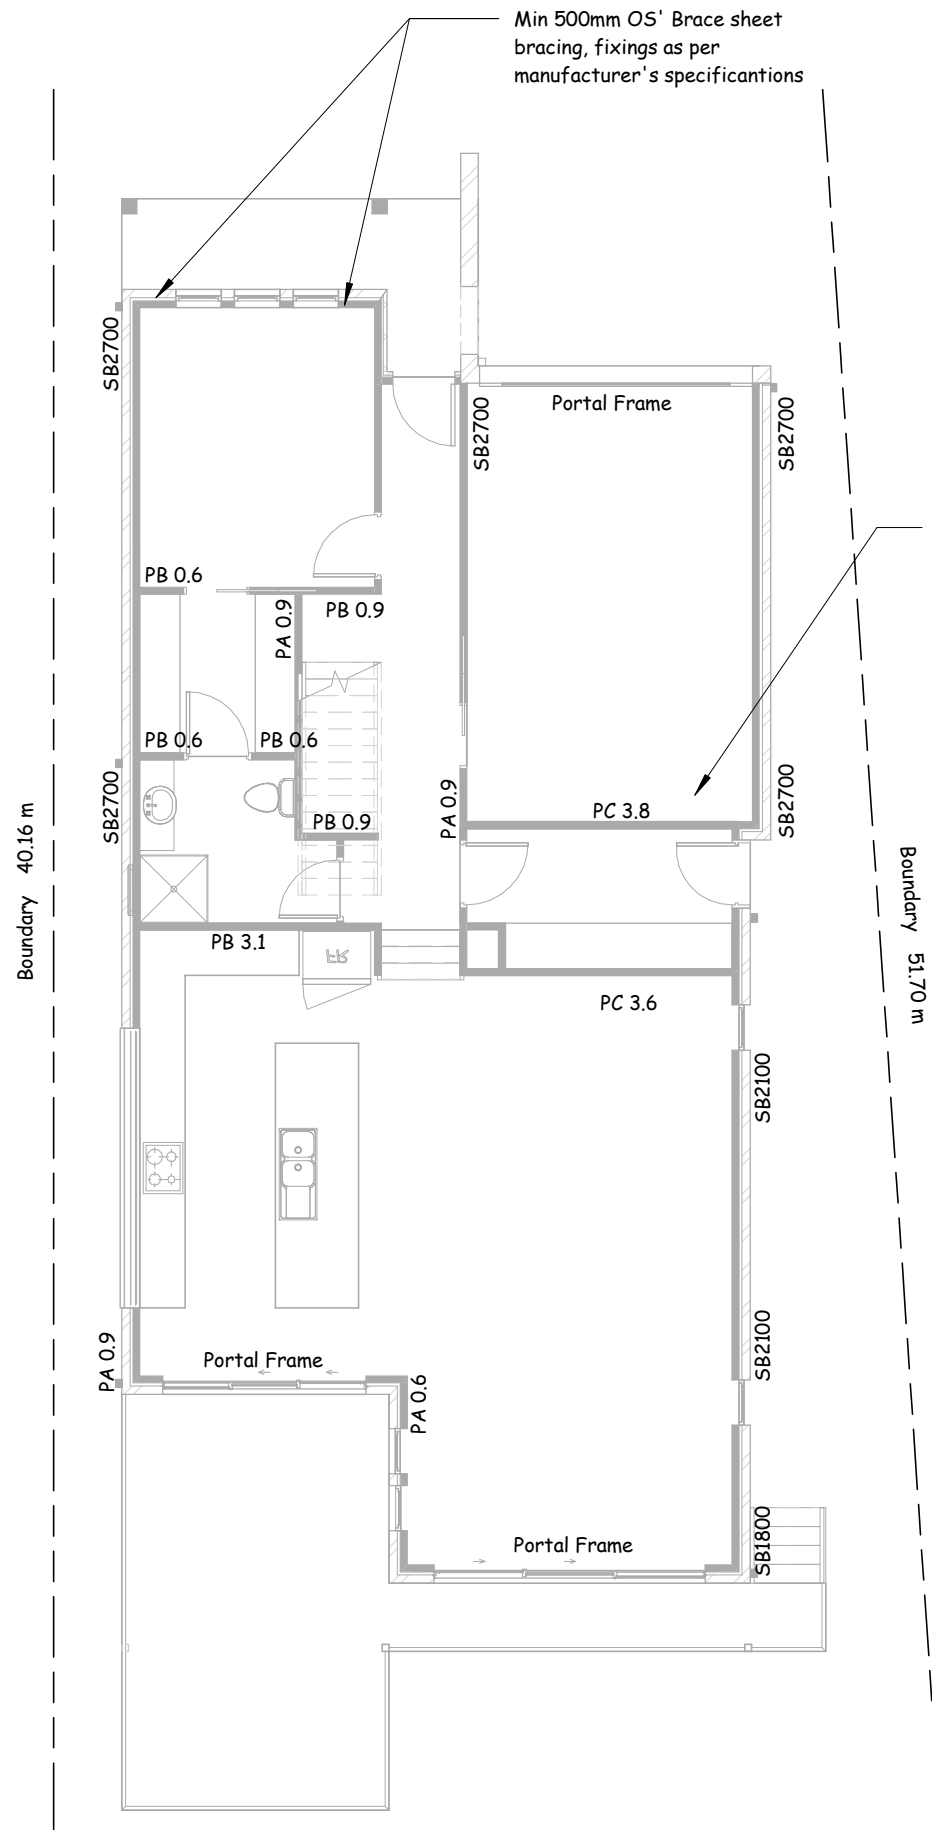 Min 500mm OS' Brace sheet
bracing, fixings as per
manufacturer's specificantions
SB2700
Portal Frame
SB2700
SB2700
PB 0.6
PA 0.9
PB 0.9
PB 0.6
PB 0.6
SB2700
PB 0.9
PA 0.9
PC 3.8
SB2700
Boundary 40.16 m
Boundary 51.70 m
PB 3.1
FR
PC 3.6
SB2100
SB2100
PA 0.9
Portal Frame
PA 0.6
Portal Frame
SB1800